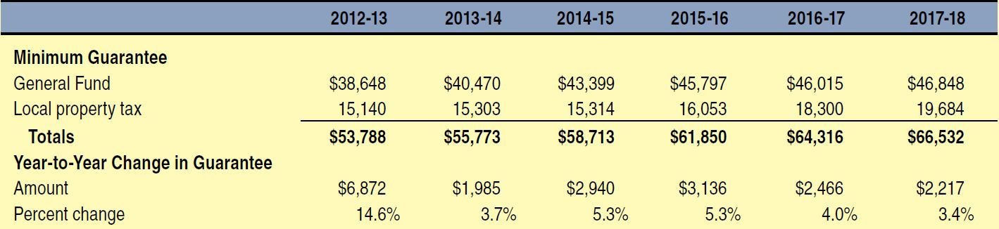 2012-13 2013-14 2014-15 2015-16 2016-17 2017-18
Minimum Guarantee
General Fund $38,648 $40,470 $43,399 $45,797 $46,015 $46,848
Local property tax 15,140 15,303 15,314 16,053 18,300 19,684
Totals $53,788 $55,773 $58,713 $61,850 $64,316 $66,532
Year-to-Year Change in Guarantee
Amount $6,872 $1,985 $2,940 $3,136 $2,466 $2,217
Percent change 14.6% 3.7% 5.3% 5.3% 4.0% 3.4%